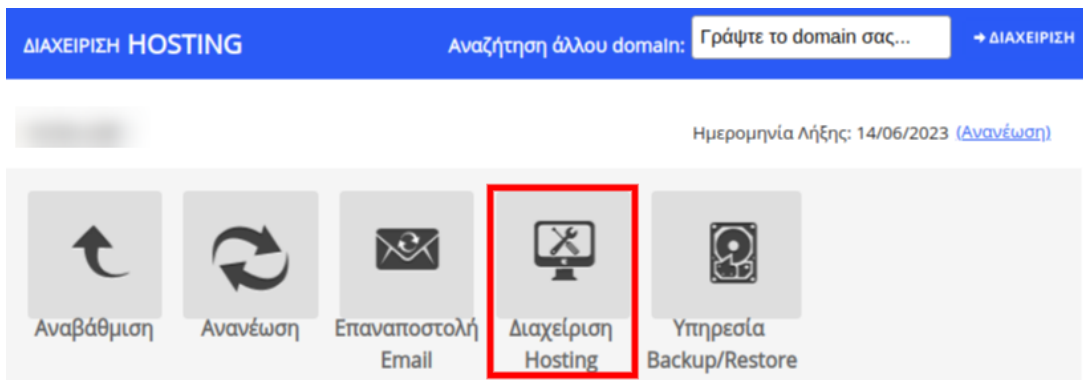 ΔΙΑΧΕΙΡΙΣΗ HOSTING
Αναζήτηση άλλου domain: Γράψτε το domain σας... ➜ ΔΙΑΧΕΙΡΙΣΗ
Ημερομηνία Λήξης: 14/06/2023 (Ανανέωση)
Αναβάθμιση
Ανανέωση
Επαναποστολή
Email
Διαχείριση
Hosting
Υπηρεσία
Backup/Restore